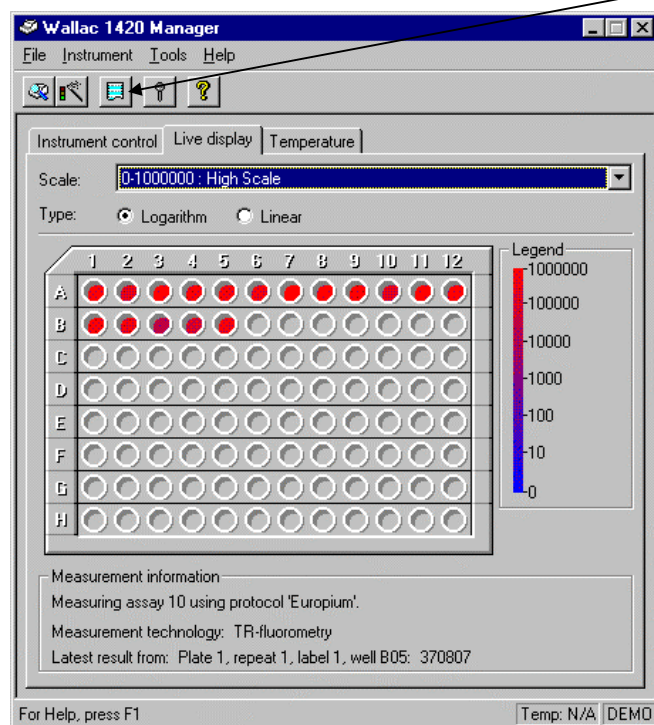 Wallac 1420 Manager
File Instrument Tools Help
Instrument control Live display Temperature
Scale: 0-1000000 : High Scale
Type: Logarithm Linear
1 2 3 4 5 6 7 8 9 10 11 12
A
B
C
D
E
F
G
H
Legend
1000000
100000
10000
1000
100
10
0
Measurement information
Measuring assay 10 using protocol 'Europium'.
Measurement technology: TR-fluorometry
Latest result from: Plate 1, repeat 1, label 1, well B05: 370807
For Help, press F1 Temp: N/A DEMO